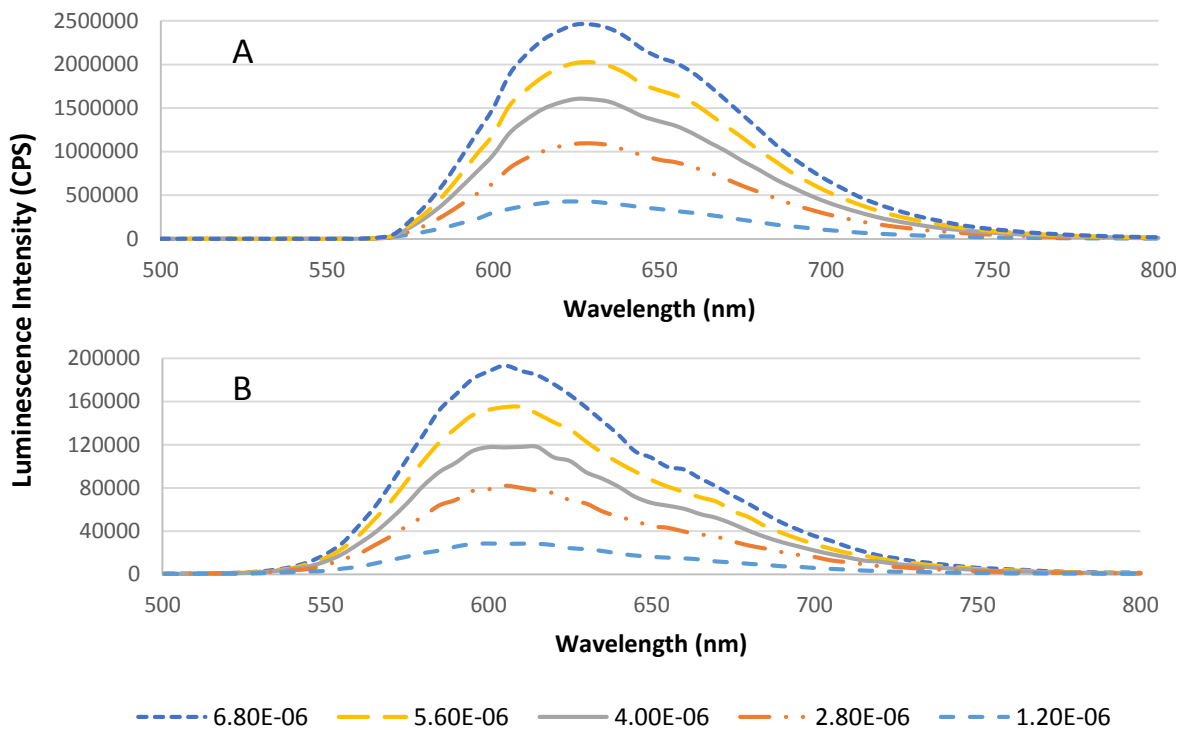 Luminescence Intensity (CPS)
A
2500000
2000000
1500000
1000000
500000
0
500 550 600 650 700 750 800
Wavelength (nm)
B
200000
160000
120000
80000
40000
0
500 550 600 650 700 750 800
Wavelength (nm)
6.80E-06 5.60E-06 4.00E-06 2.80E-06 1.20E-06